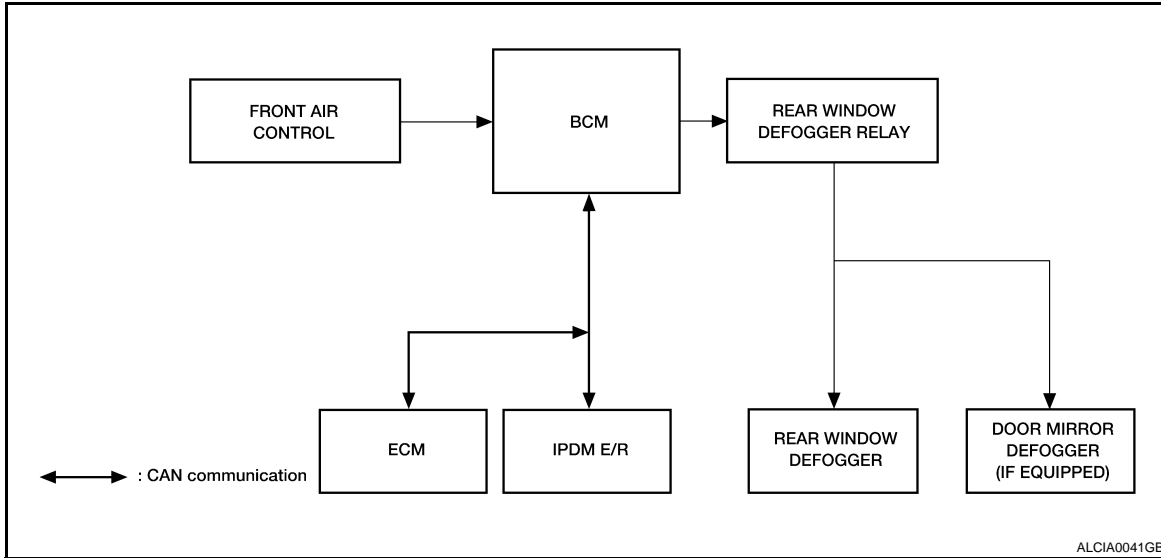 FRONT AIR
CONTROL
BCM
REAR WINDOW
DEFOGGER RELAY
ECM
IPDM E/R
REAR WINDOW
DEFOGGER
DOOR MIRROR
DEFOGGER
(IF EQUIPPED)
: CAN communication
ALCIA0041GB